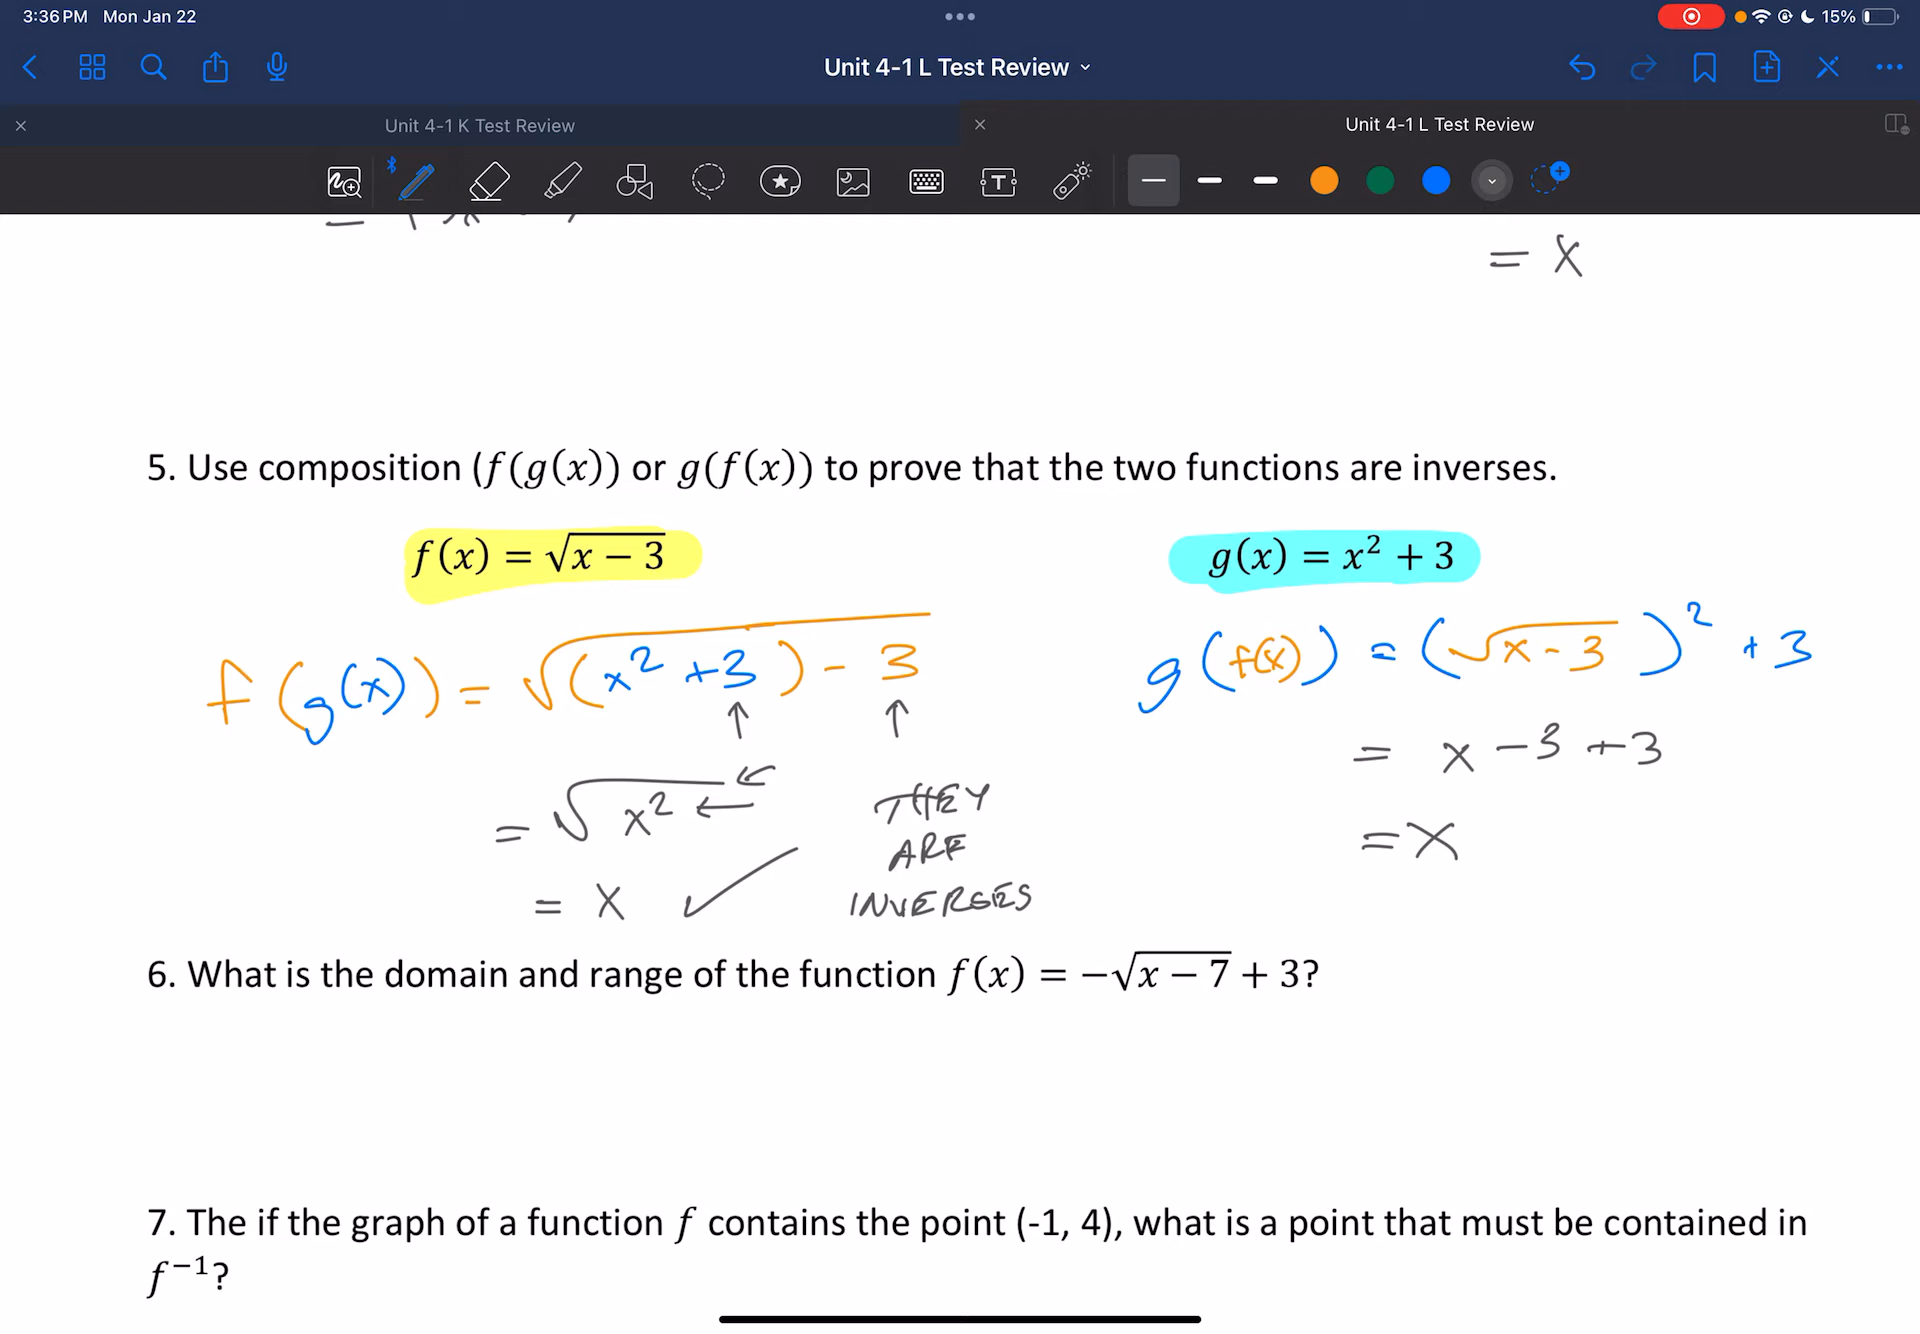 3:36 PM Mon Jan 22
15%
Unit 4-1 L Test Review
Unit 4-1 K Test Review
Unit 4-1 L Test Review
= x
5. Use composition (f(g(x)) or g(f(x)) to prove that the two functions are inverses.
f(x) = √(x − 3)
g(x) = x² + 3
f(g(x)) = √((x² + 3) - 3)
g(f(x)) = (√(x-3))² + 3
= x - 3 + 3
= √(x²)
= x
= x ✓
THEY
ARE
INVERSES
6. What is the domain and range of the function f(x) = −√(x − 7) + 3?
7. The if the graph of a function f contains the point (-1, 4), what is a point that must be contained in
f⁻¹?